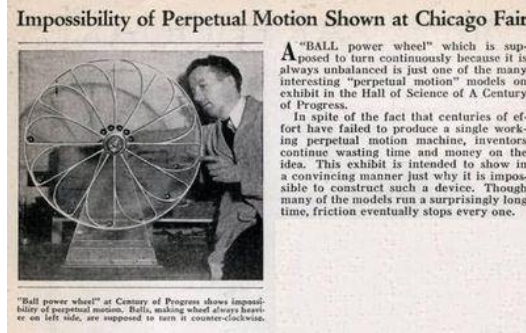 Impossibility of Perpetual Motion Shown at Chicago Fair
A "BALL power wheel" which is sup-
posed to turn continuously because it is
always unbalanced is just one of the many
interesting "perpetual motion" models on
exhibit in the Hall of Science of A Century
of Progress.
In spite of the fact that centuries of ef-
fort have failed to produce a single work-
ing perpetual motion machine, inventors
continue wasting time and money on the
idea. This exhibit is intended to show in
a convincing manner just why it is impos-
sible to construct such a device. Though
many of the models run a surprisingly long
time, friction eventually stops every one.
"Ball power wheel" at Century of Progress shows impossi-
bility of perpetual motion. Balls, making wheel always heavi-
er on left side, are supposed to turn it counter-clockwise.